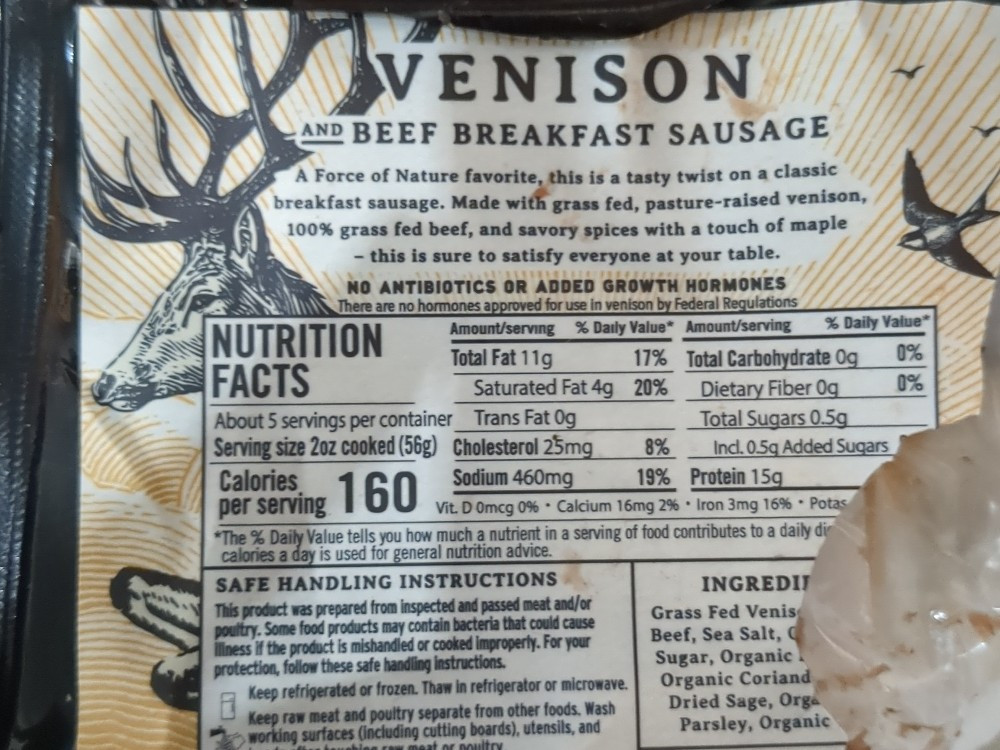 VENISON
AND BEEF BREAKFAST SAUSAGE
A Force of Nature favorite, this is a tasty twist on a classic
breakfast sausage. Made with grass fed, pasture-raised venison,
100% grass fed beef, and savory spices with a touch of maple
– this is sure to satisfy everyone at your table.
NO ANTIBIOTICS OR ADDED GROWTH HORMONES
There are no hormones approved for use in venison by Federal Regulations
NUTRITION
FACTS
About 5 servings per container
Serving size 2oz cooked (56g)
Calories
per serving 160
Amount/serving % Daily Value*
Total Fat 11g 17%
Saturated Fat 4g 20%
Trans Fat 0g
Cholesterol 25mg 8%
Sodium 460mg 19%
Amount/serving % Daily Value*
Total Carbohydrate 0g 0%
Dietary Fiber 0g 0%
Total Sugars 0.5g
Incl. 0.5g Added Sugars
Protein 15g
Vit. D 0mcg 0% • Calcium 16mg 2% • Iron 3mg 16% • Potas
*The % Daily Value tells you how much a nutrient in a serving of food contributes to a daily
calories a day is used for general nutrition advice.
SAFE HANDLING INSTRUCTIONS
This product was prepared from inspected and passed meat and/or
poultry. Some food products may contain bacteria that could cause
illness if the product is mishandled or cooked improperly. For your
protection, follow these safe handling instructions.
Keep refrigerated or frozen. Thaw in refrigerator or microwave.
Keep raw meat and poultry separate from other foods. Wash
working surfaces (including cutting boards), utensils, and
touching raw meat or poultry
INGREDI
Grass Fed Venis
Beef, Sea Salt,
Sugar, Organic
Organic Coriand
Dried Sage, Orga
Parsley, Organic